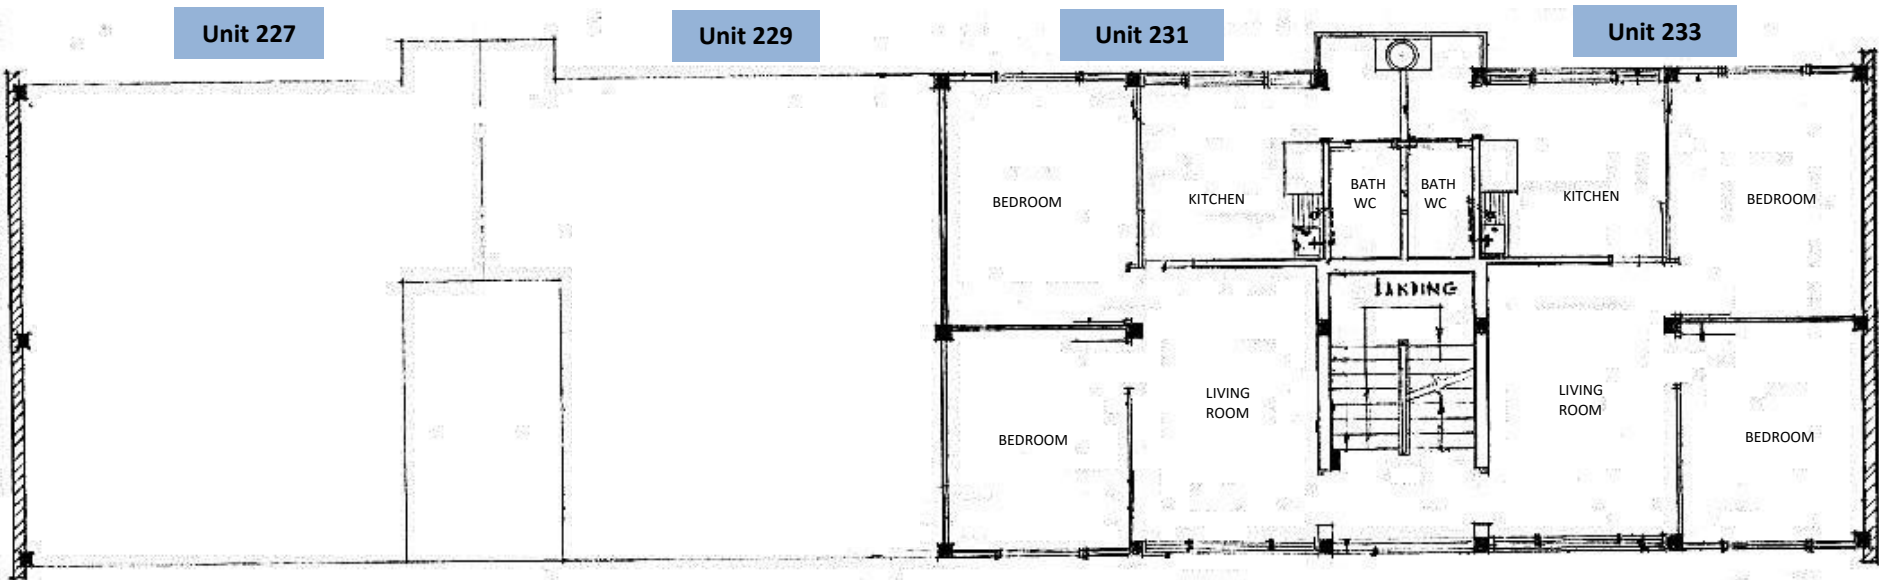 Unit 227
Unit 229
Unit 231
Unit 233
BEDROOM
KITCHEN
BATH
WC
BATH
WC
KITCHEN
BEDROOM
LANDING
LIVING
ROOM
LIVING
ROOM
BEDROOM
BEDROOM